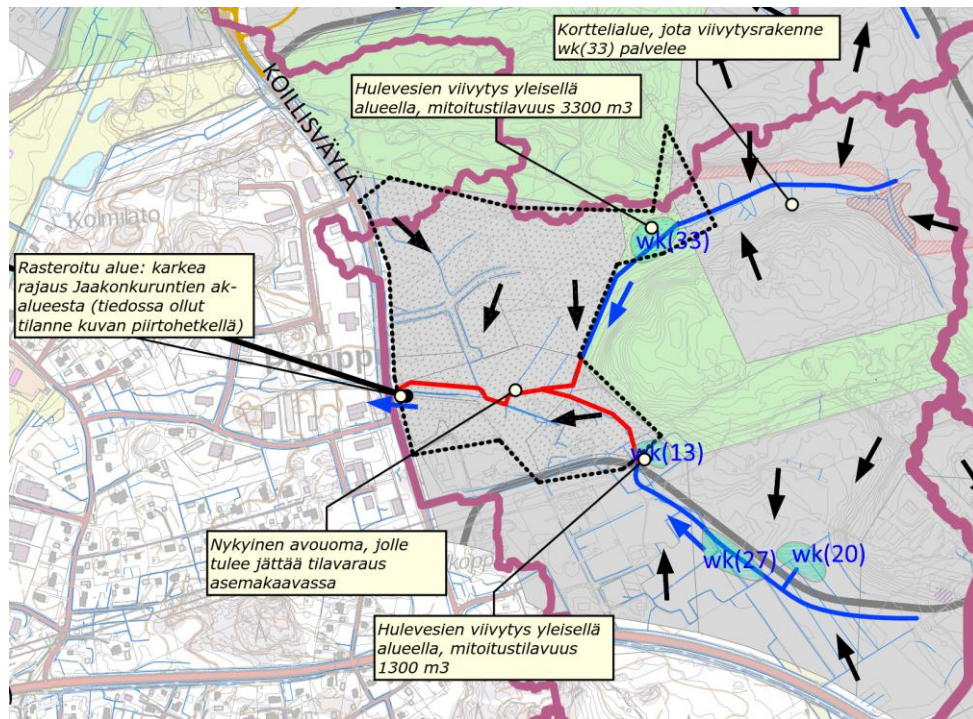 Korttelialue, jota viivytysrakenne
wk(33) palvelee
Hulevesien viivytys yleisellä
alueella, mitoitustilavuus 3300 m3
KOILLISVÄYLÄ
Kolmilato
wk(33)
Rasteroitu alue: karkea
rajaus Jaakonkuruntien ak-
alueesta (tiedossa ollut
tilanne kuvan piirtohetkellä)
wk(13)
Nykyinen avouoma, jolle
tulee jättää tilavaraus
asemakaavassa
wk(27)
wk(20)
Hulevesien viivytys yleisellä
alueella, mitoitustilavuus
1300 m3